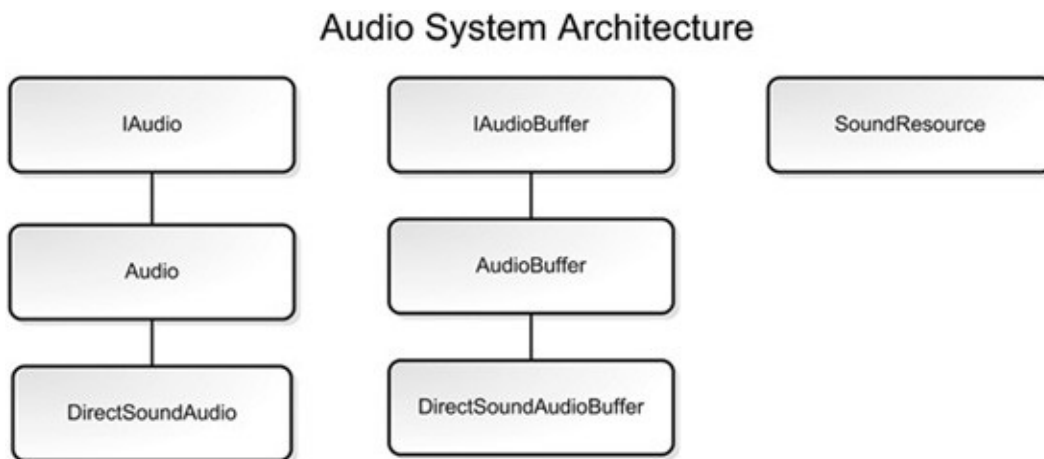 Audio System Architecture
IAudio
IAudioBuffer
SoundResource
Audio
AudioBuffer
DirectSoundAudio
DirectSoundAudioBuffer